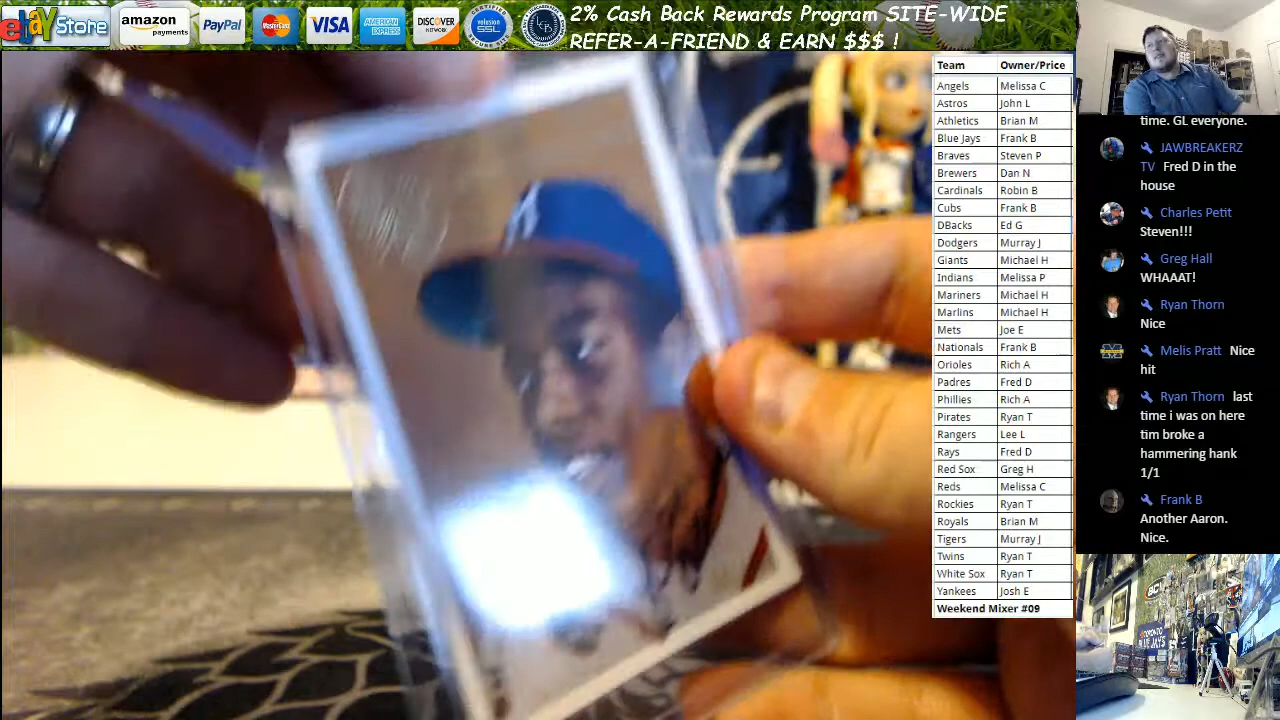 ebay Store
amazon
payments
PayPal
MasterCard
VISA
AMERICAN
EXPRESS
DISCOVER
NETWORK
volusion
SSL
2% Cash Back Rewards Program SITE-WIDE
REFER-A-FRIEND & EARN $$$ !
Team Owner/Price
Angels Melissa C
Astros John L
Athletics Brian M
Blue Jays Frank B
Braves Steven P
Brewers Dan N
Cardinals Robin B
Cubs Frank B
DBacks Ed G
Dodgers Murray J
Giants Michael H
Indians Melissa P
Mariners Michael H
Marlins Michael H
Mets Joe E
Nationals Frank B
Orioles Rich A
Padres Fred D
Phillies Rich A
Pirates Ryan T
Rangers Lee L
Rays Fred D
Red Sox Greg H
Reds Melissa C
Rockies Ryan T
Royals Brian M
Tigers Murray J
Twins Ryan T
White Sox Ryan T
Yankees Josh E
Weekend Mixer #09
time. GL everyone.
JAWBREAKERZ
TV Fred D in the
house
Charles Petit
Steven!!!
Greg Hall
WHAAAT!
Ryan Thorn
Nice
Melis Pratt Nice
hit
Ryan Thorn last
time i was on here
tim broke a
hammering hank
1/1
Frank B
Another Aaron.
Nice.